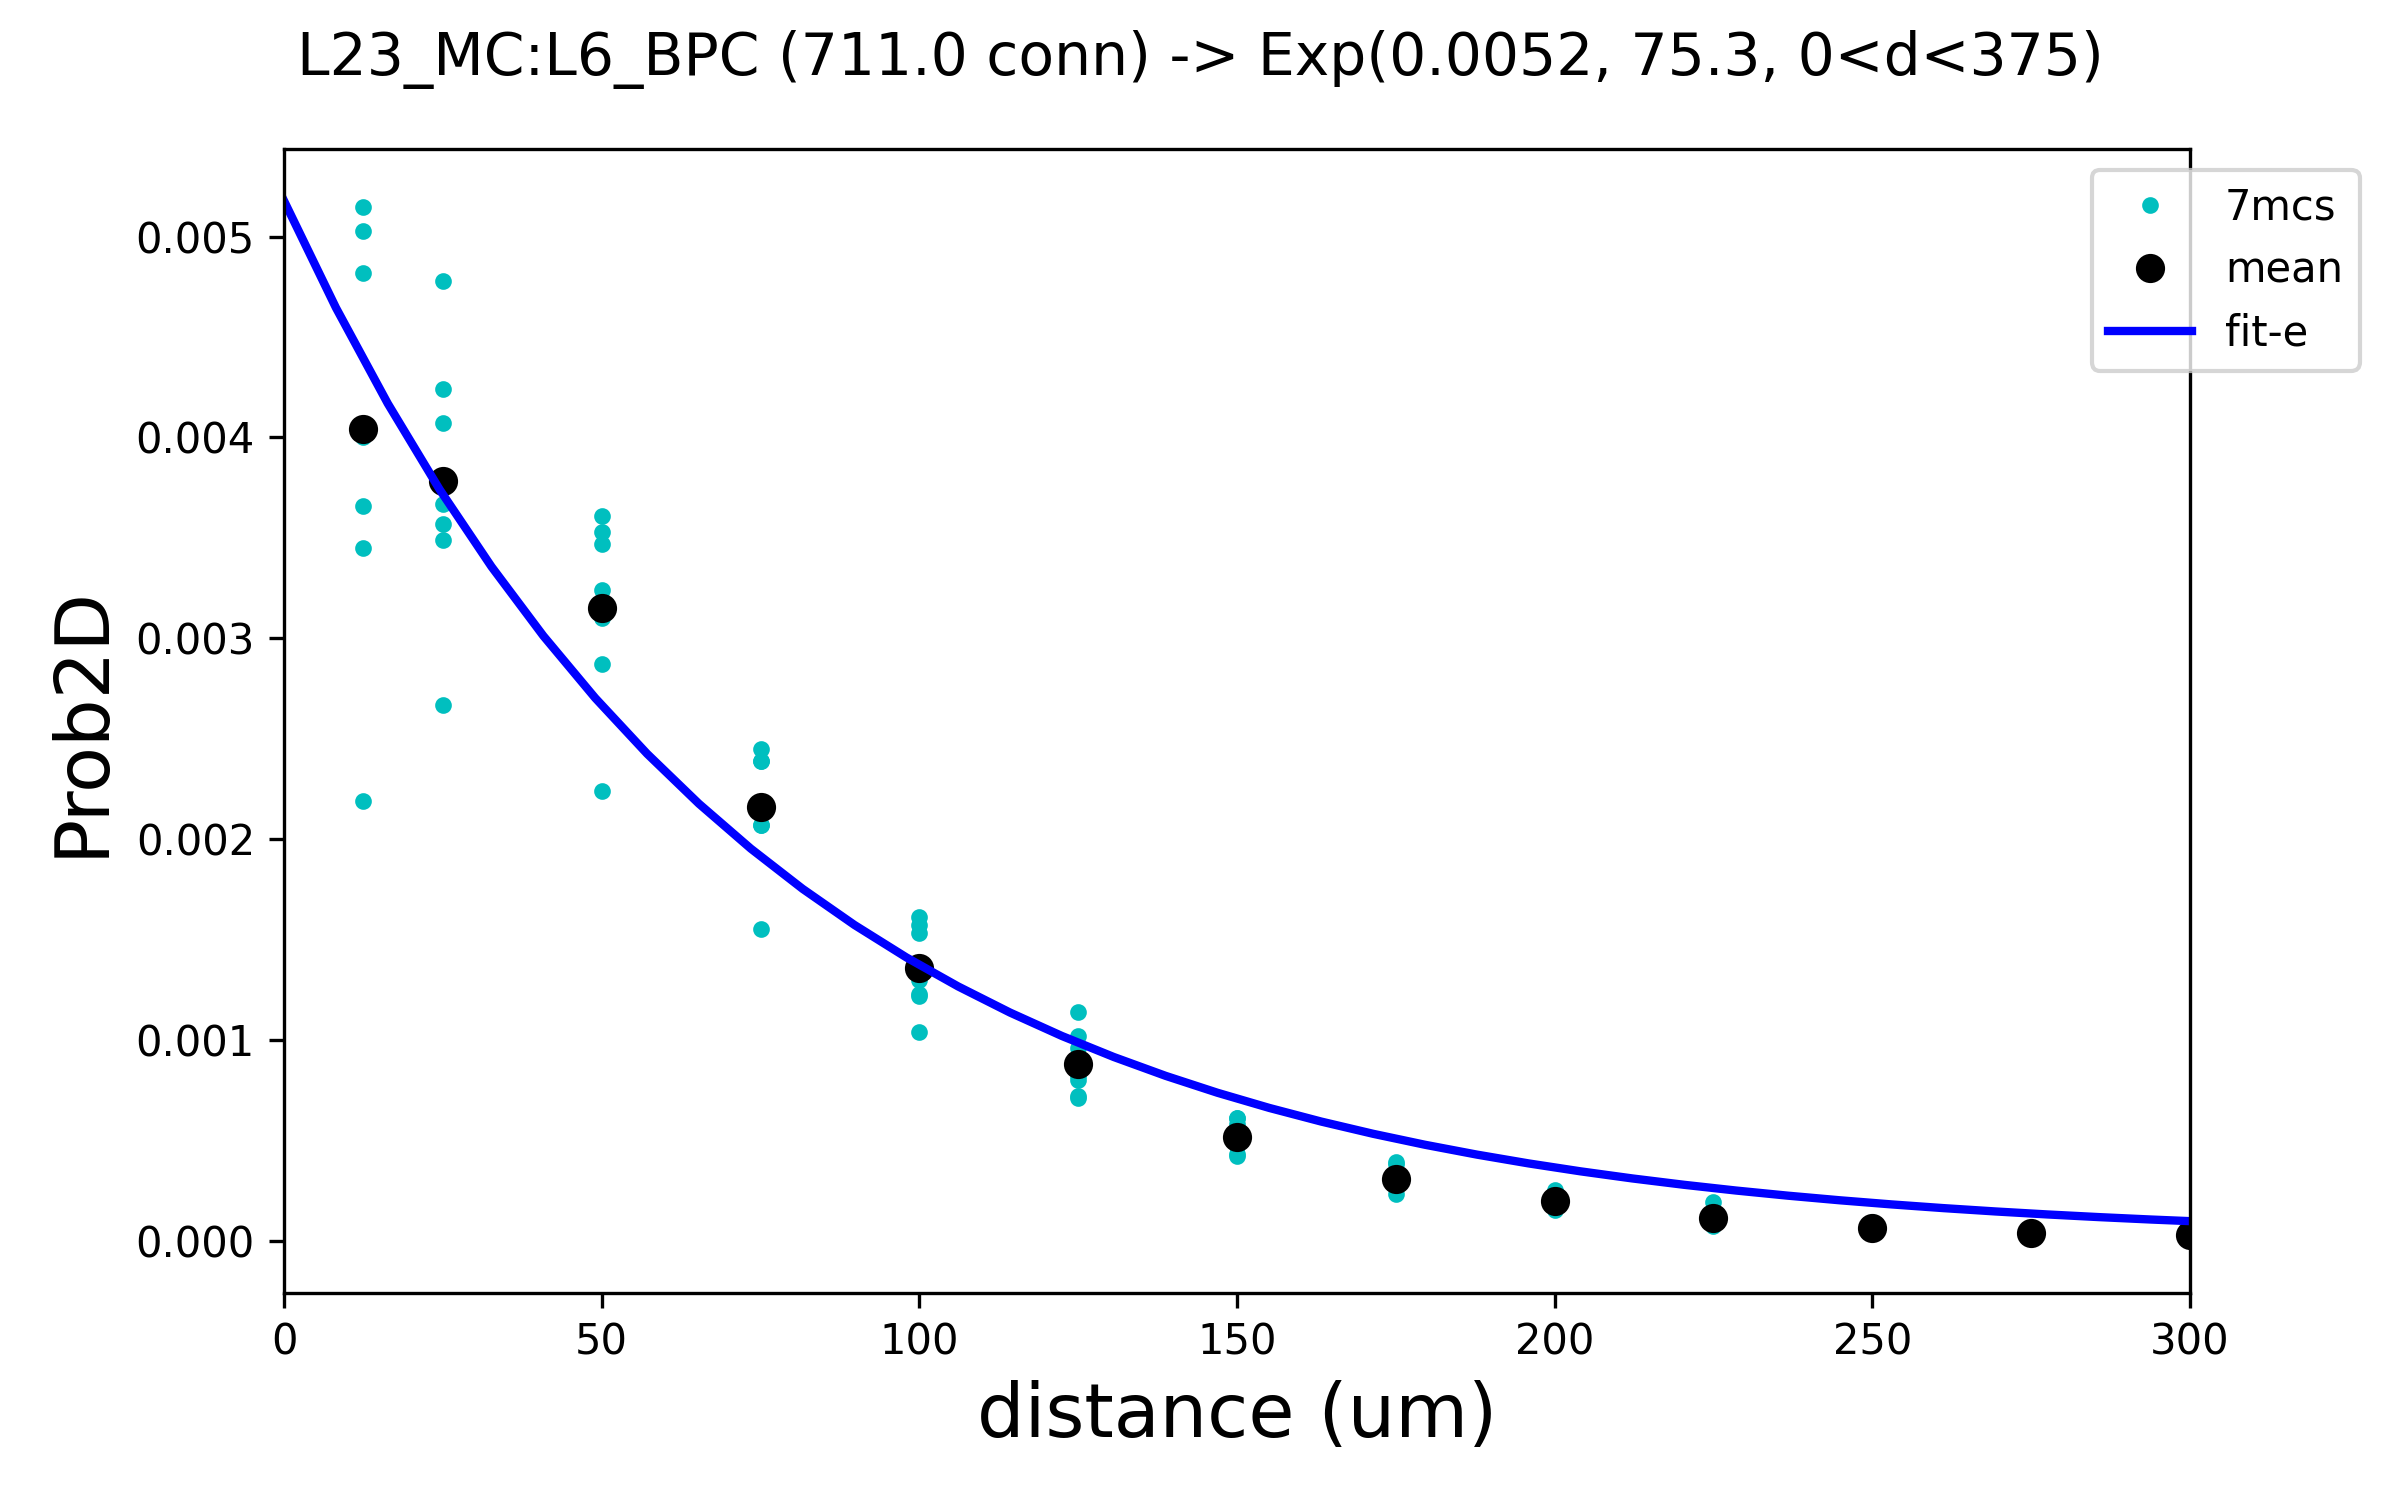 L23_MC:L6_BPC (711.0 conn) -> Exp(0.0052, 75.3, 0<d<375)
7mcs
mean
fit-e
Prob2D
0.005
0.004
0.003
0.002
0.001
0.000
0 50 100 150 200 250 300
distance (um)